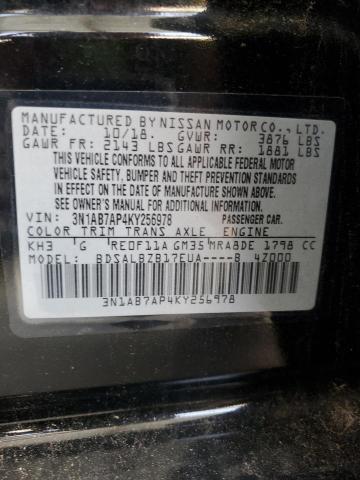 MANUFACTURED BY NISSAN MOTOR CO., LTD.
DATE: 10/18. GVWR: 3876 LBS
GAWR FR: 2143 LBS GAWR RR: 1881 LBS
THIS VEHICLE CONFORMS TO ALL APPLICABLE FEDERAL MOTOR
VEHICLE SAFETY, BUMPER AND THEFT PREVENTION STANDARDS
IN EFFECT ON THE DATE OF MANUFACTURE SHOWN ABOVE.
SEE OWNER'S MANUAL FOR ADDITIONAL INFORMATION.
VIN: 3N1AB7AP4KY256978 PASSENGER CAR.
COLOR TRIM TRANS AXLE ENGINE
KH3 G RE0F11A GM35 MRA8DE 1798 CC
MODEL: BDSALBZB17EUA----B 4Z000
3N1AB7AP4KY256978